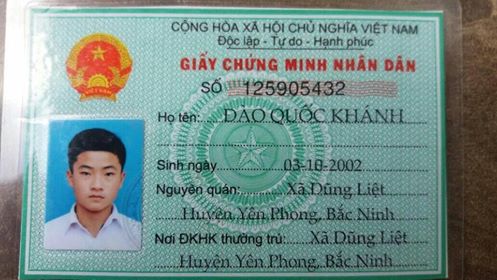 CỘNG HÒA XÃ HỘI CHỦ NGHĨA VIỆT NAM
Độc lập - Tự do - Hạnh phúc
GIẤY CHỨNG MINH NHÂN DÂN
SỐ 125905432
Họ tên: ĐÀO QUỐC KHÁNH
Sinh ngày 03-10-2002
Nguyên quán: Xã Dũng Liệt
Huyện Yên Phong, Bắc Ninh
Nơi ĐKHK thường trú: Xã Dũng Liệt
Huyện Yên Phong, Bắc Ninh
VIỆT NAM